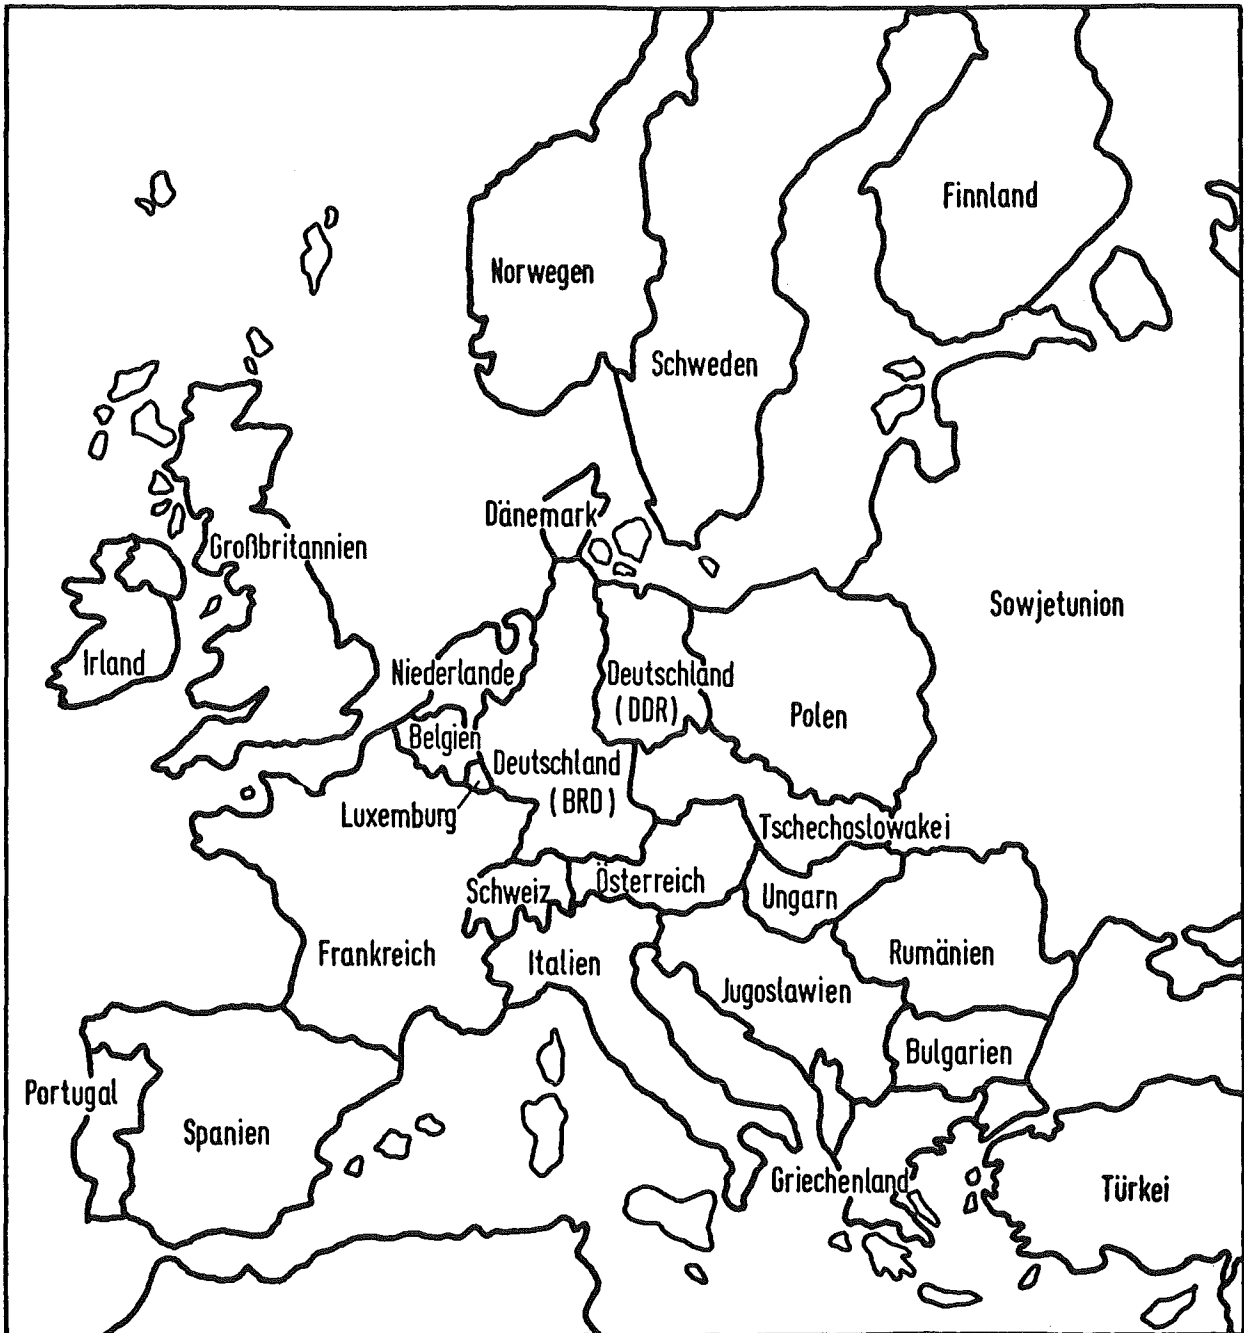 Finnland
Norwegen
Schweden
Dänemark
Großbritannien
Sowjetunion
Irland
Niederlande
Deutschland
(DDR)
Polen
Belgien
Deutschland
(BRD)
Luxemburg
Tschechoslowakei
Schweiz
Österreich
Ungarn
Frankreich
Italien
Rumänien
Jugoslawien
Bulgarien
Portugal
Spanien
Griechenland
Türkei